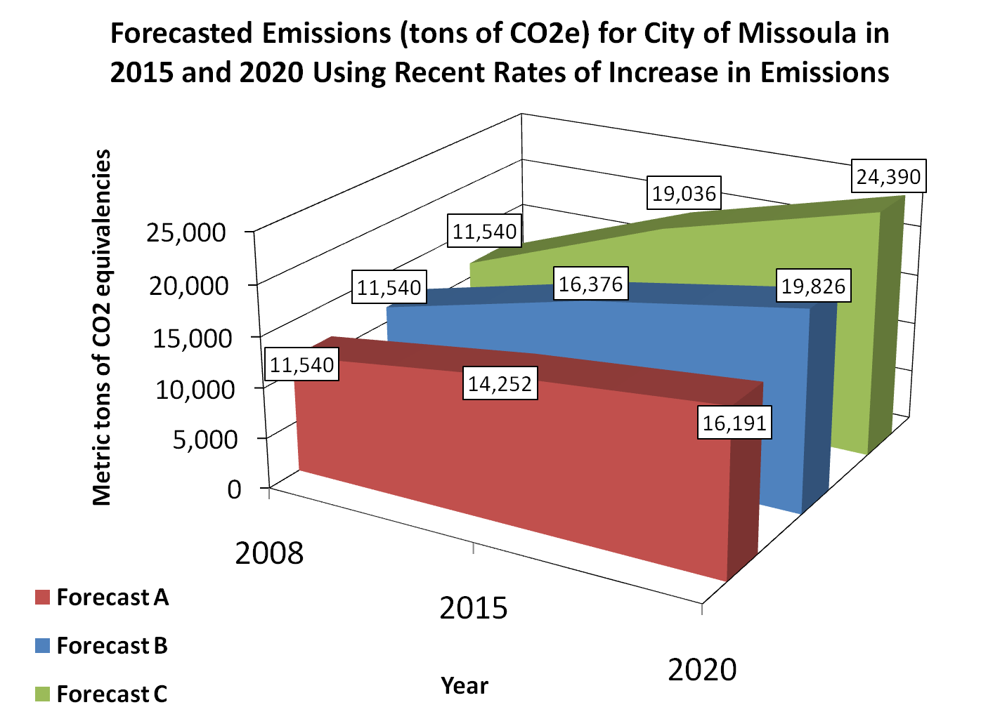 Forecasted Emissions (tons of CO2e) for City of Missoula in
2015 and 2020 Using Recent Rates of Increase in Emissions
Metric tons of CO2 equivalencies
25,000
20,000
15,000
10,000
5,000
0
11,540
19,036
24,390
11,540
16,376
19,826
11,540
14,252
16,191
2008
2015
2020
Year
Forecast A
Forecast B
Forecast C